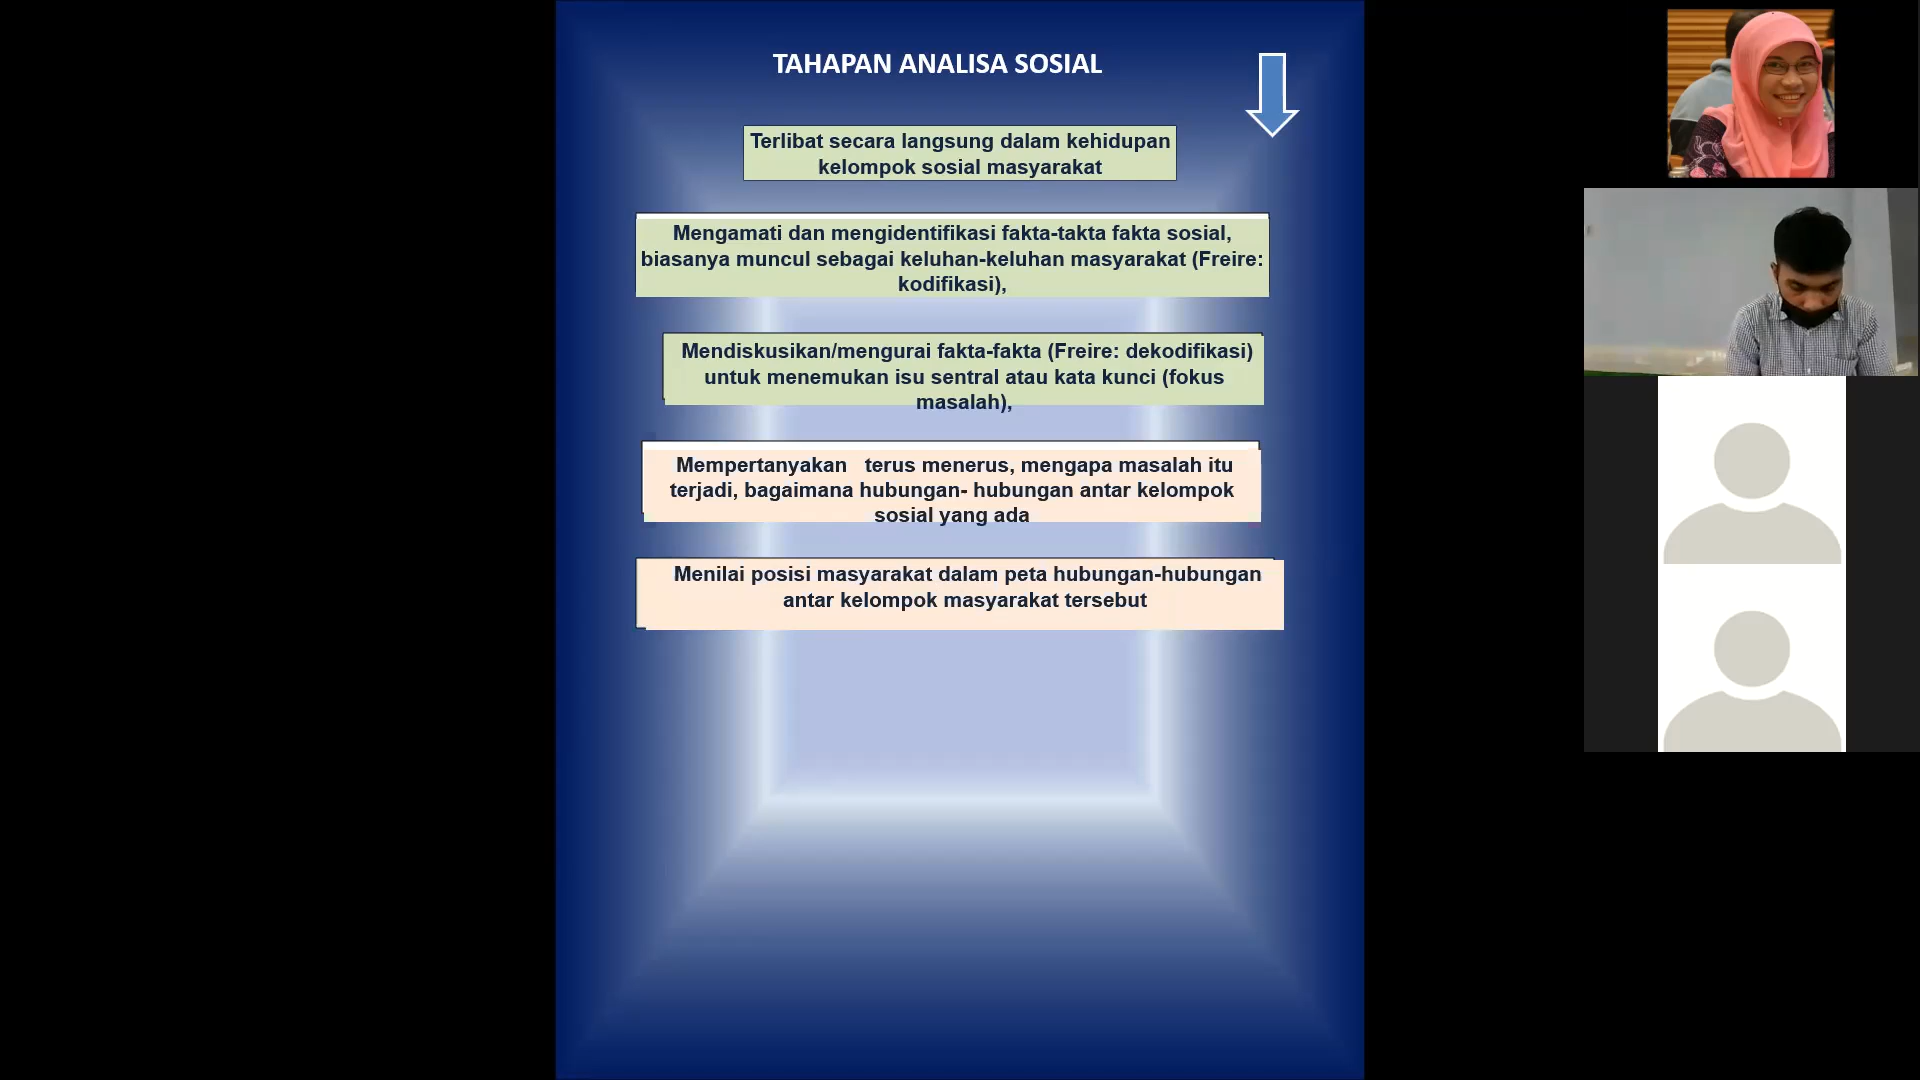 TAHAPAN ANALISA SOSIAL
Terlibat secara langsung dalam kehidupan
kelompok sosial masyarakat
Mengamati dan mengidentifikasi fakta-takta fakta sosial,
biasanya muncul sebagai keluhan-keluhan masyarakat (Freire:
kodifikasi),
Mendiskusikan/mengurai fakta-fakta (Freire: dekodifikasi)
untuk menemukan isu sentral atau kata kunci (fokus
masalah),
Mempertanyakan terus menerus, mengapa masalah itu
terjadi, bagaimana hubungan- hubungan antar kelompok
sosial yang ada
Menilai posisi masyarakat dalam peta hubungan-hubungan
antar kelompok masyarakat tersebut